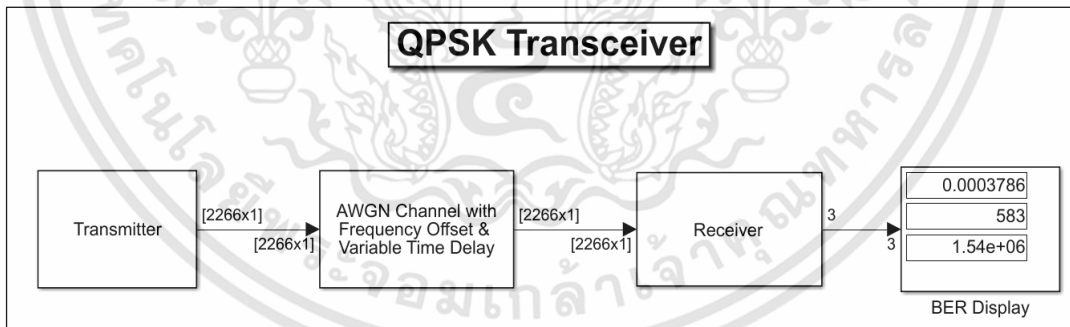 QPSK Transceiver
Transmitter
[2266x1]
[2266x1]
AWGN Channel with
Frequency Offset &
Variable Time Delay
[2266x1]
[2266x1]
Receiver
3
3
0.0003786
583
1.54e+06
BER Display